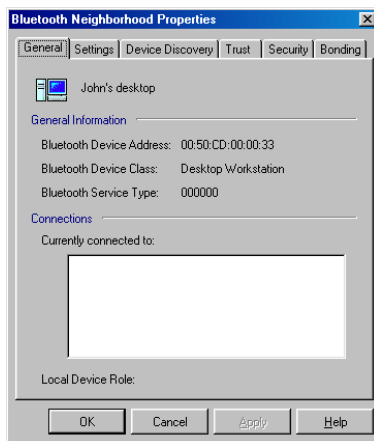 Bluetooth Neighborhood Properties
General Settings Device Discovery Trust Security Bonding
John's desktop
General Information
Bluetooth Device Address: 00:50:CD:00:00:33
Bluetooth Device Class: Desktop Workstation
Bluetooth Service Type: 000000
Connections
Currently connected to:
Local Device Role:
OK Cancel Apply Help